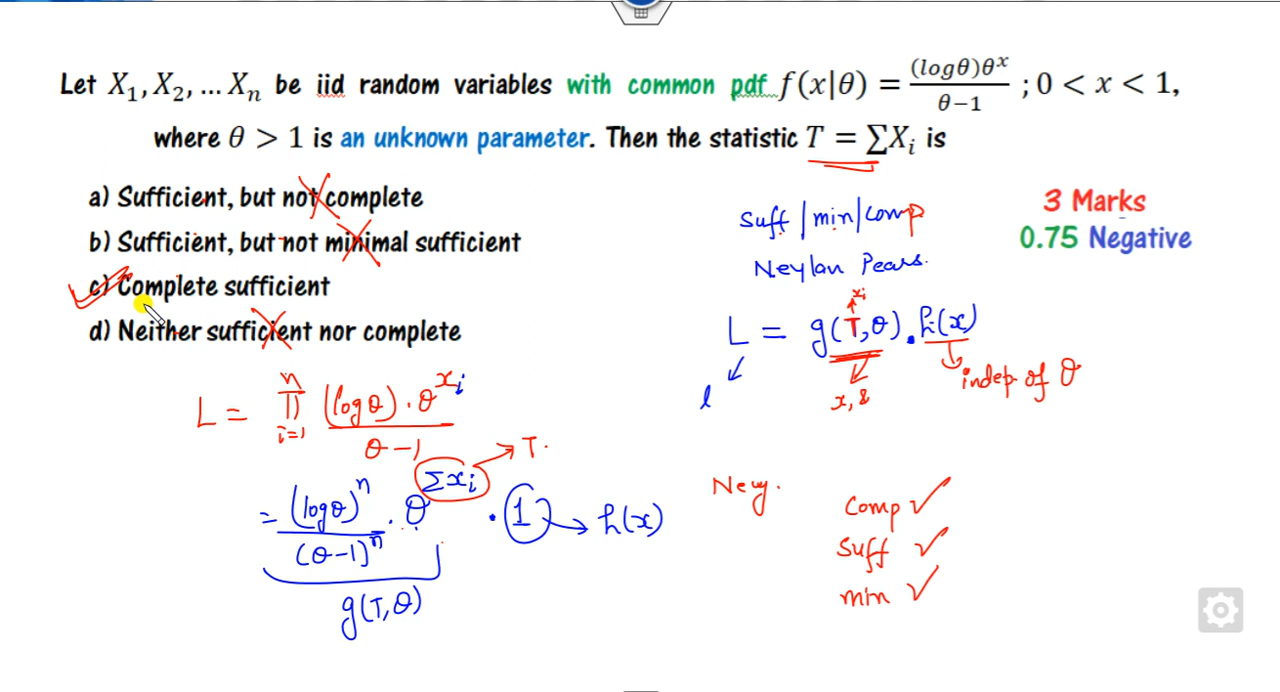 Let X₁, X₂, … Xₙ be iid random variables with common pdf f(x|θ) = (logθ)θˣ / θ−1 ; 0 < x < 1,
where θ > 1 is an unknown parameter. Then the statistic T = ∑Xᵢ is
a) Sufficient, but not complete
b) Sufficient, but not minimal sufficient
c) Complete sufficient
d) Neither sufficient nor complete
3 Marks
0.75 Negative
Suff / min / comp
Neylan Pears.
xi
L = g(T, θ) . h(x)
l
x, &
indep of θ
L = n ∏ i=1 (logθ) . θ^xi / θ−1
T.
= (logθ)ⁿ / (θ−1)ⁿ . θ^Σxi . 1 → h(x)
g(T, θ)
Ney.
Comp ✓
Suff ✓
min ✓